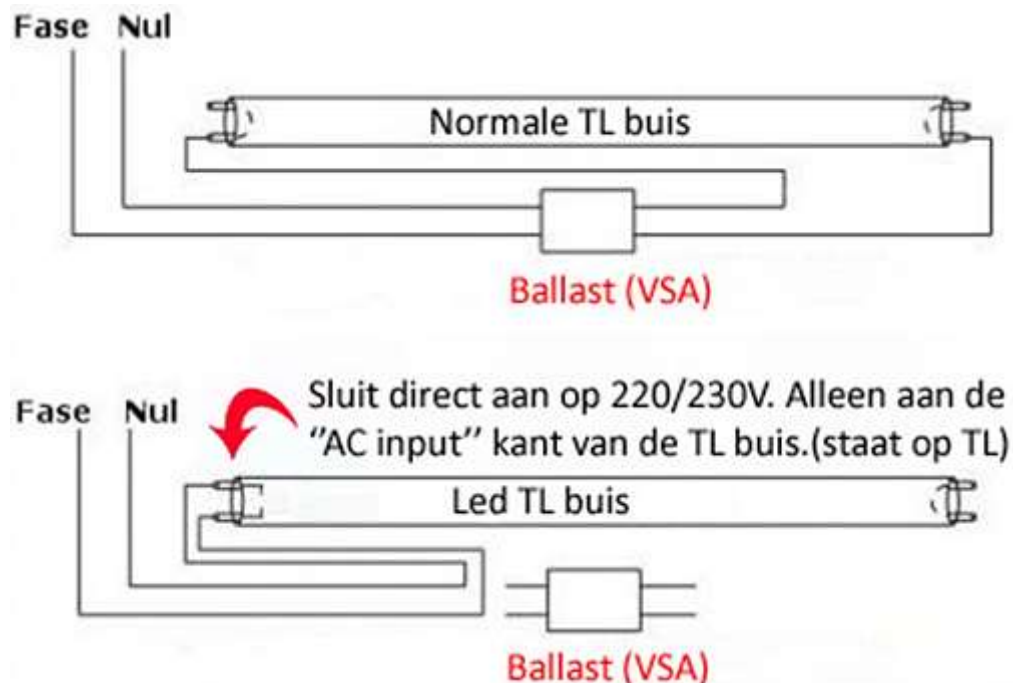 Fase Nul
Normale TL buis
Ballast (VSA)
Sluit direct aan op 220/230V. Alleen aan de
Fase Nul
‘’AC input’’ kant van de TL buis.(staat op TL)
Led TL buis
Ballast (VSA)